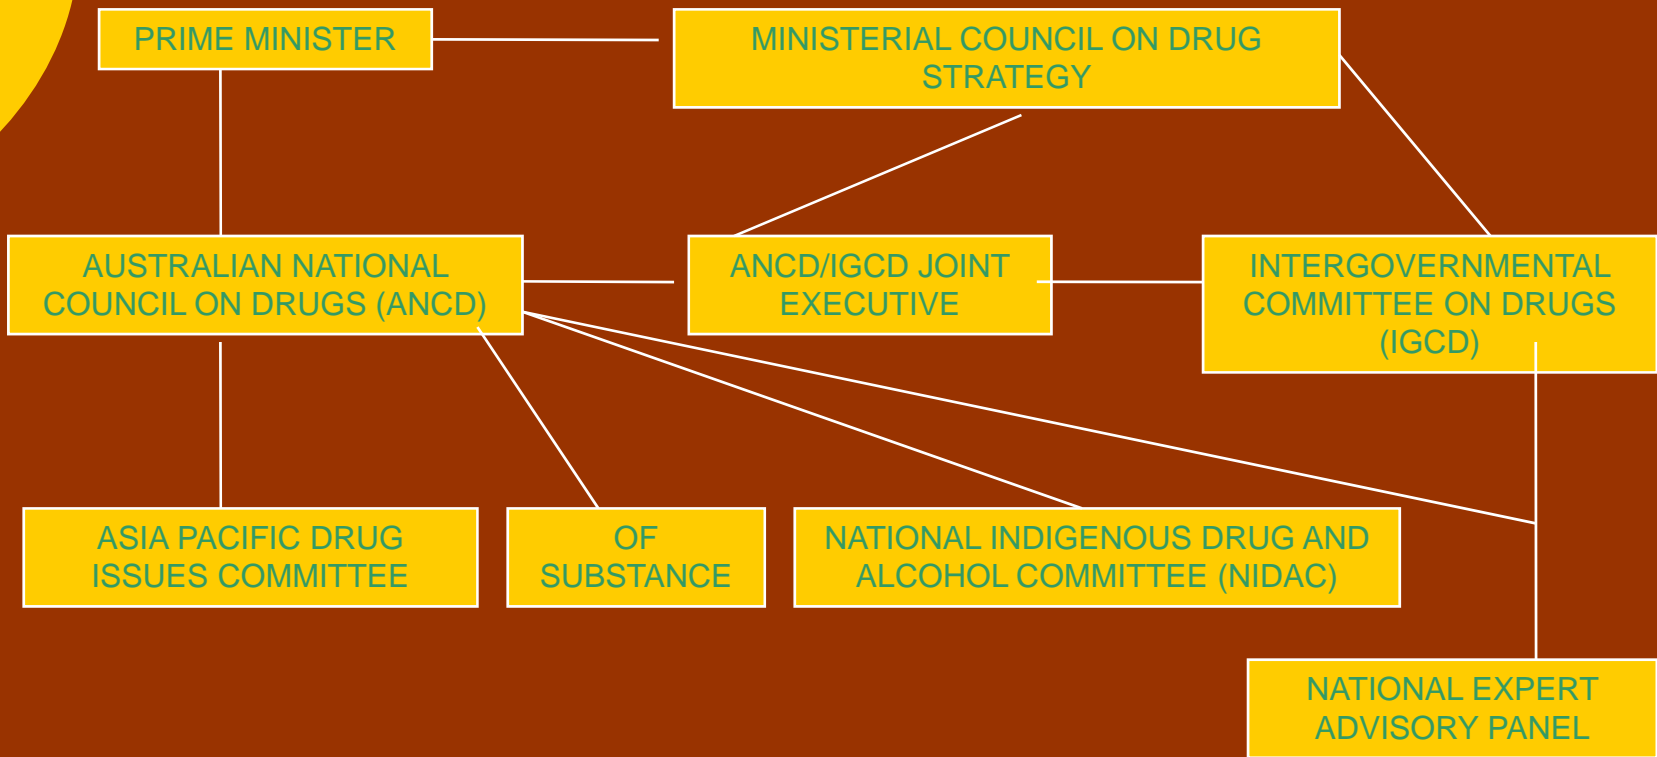 PRIME MINISTER
MINISTERIAL COUNCIL ON DRUG
STRATEGY
AUSTRALIAN NATIONAL
COUNCIL ON DRUGS (ANCD)
ANCD/IGCD JOINT
EXECUTIVE
INTERGOVERNMENTAL
COMMITTEE ON DRUGS
(IGCD)
ASIA PACIFIC DRUG
ISSUES COMMITTEE
OF
SUBSTANCE
NATIONAL INDIGENOUS DRUG AND
ALCOHOL COMMITTEE (NIDAC)
NATIONAL EXPERT
ADVISORY PANEL